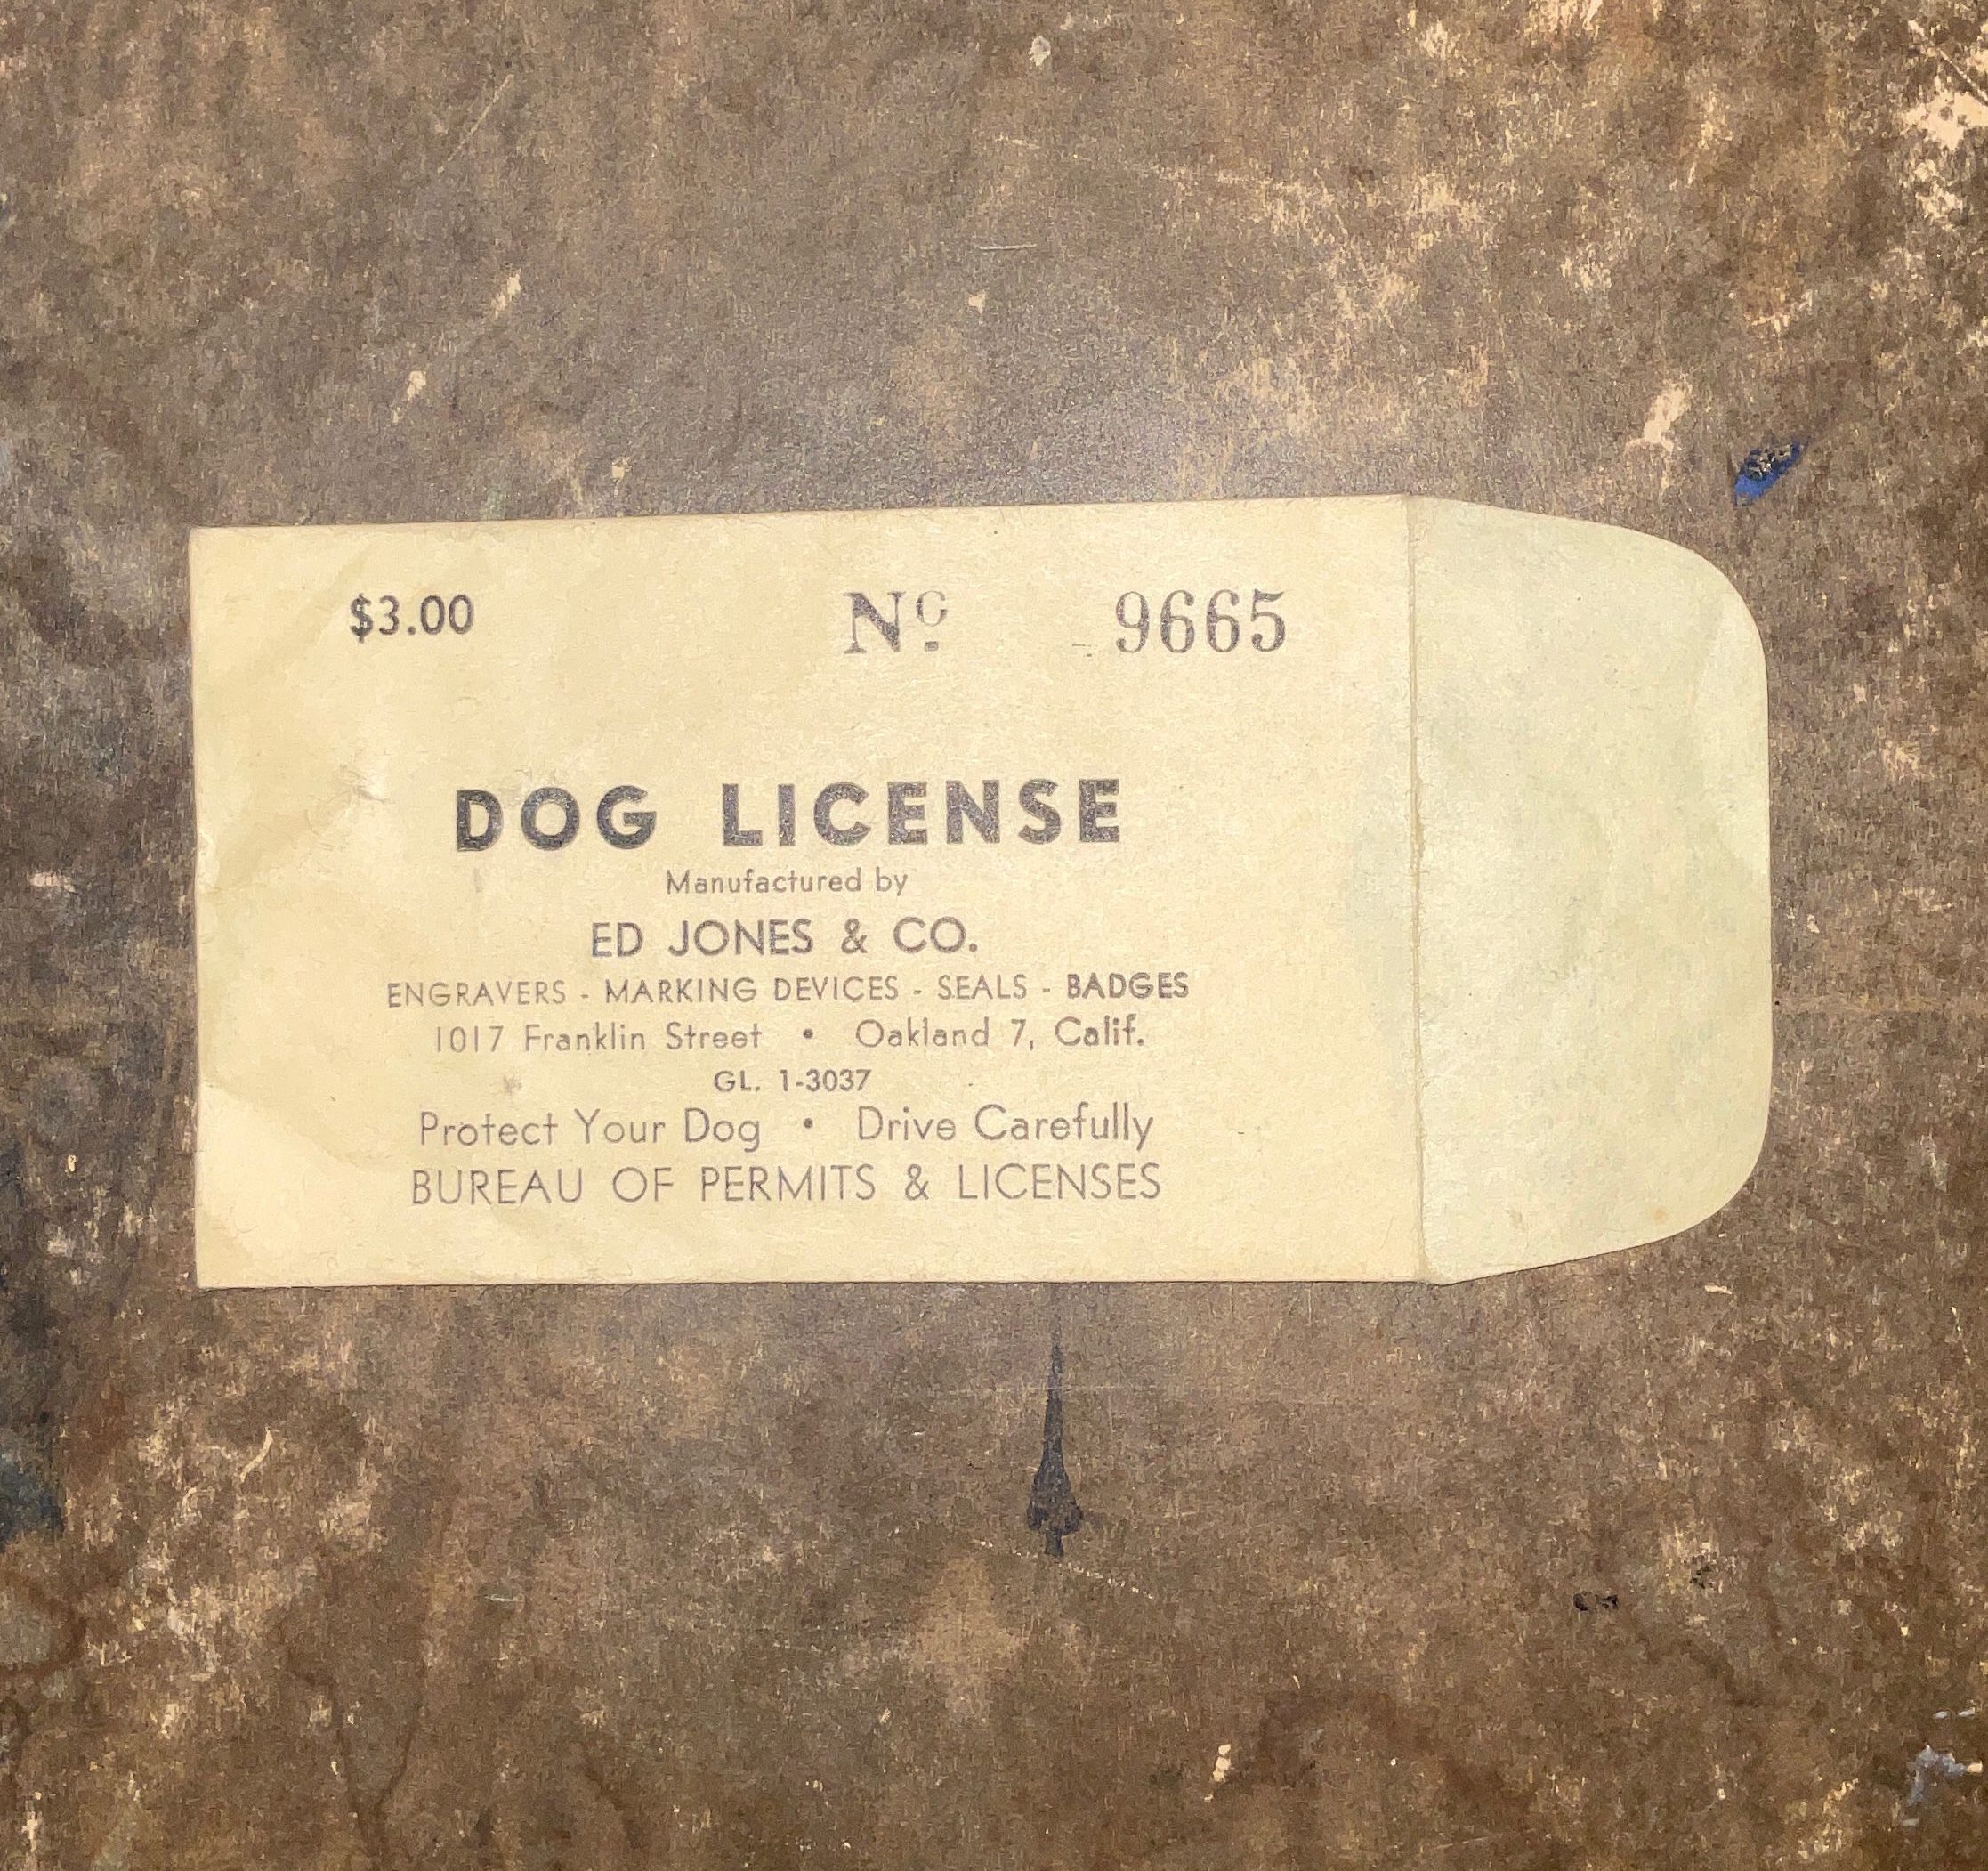 $3.00 Nº 9665
DOG LICENSE
Manufactured by
ED JONES & CO.
ENGRAVERS - MARKING DEVICES - SEALS - BADGES
1017 Franklin Street • Oakland 7, Calif.
GL. 1-3037
Protect Your Dog • Drive Carefully
BUREAU OF PERMITS & LICENSES